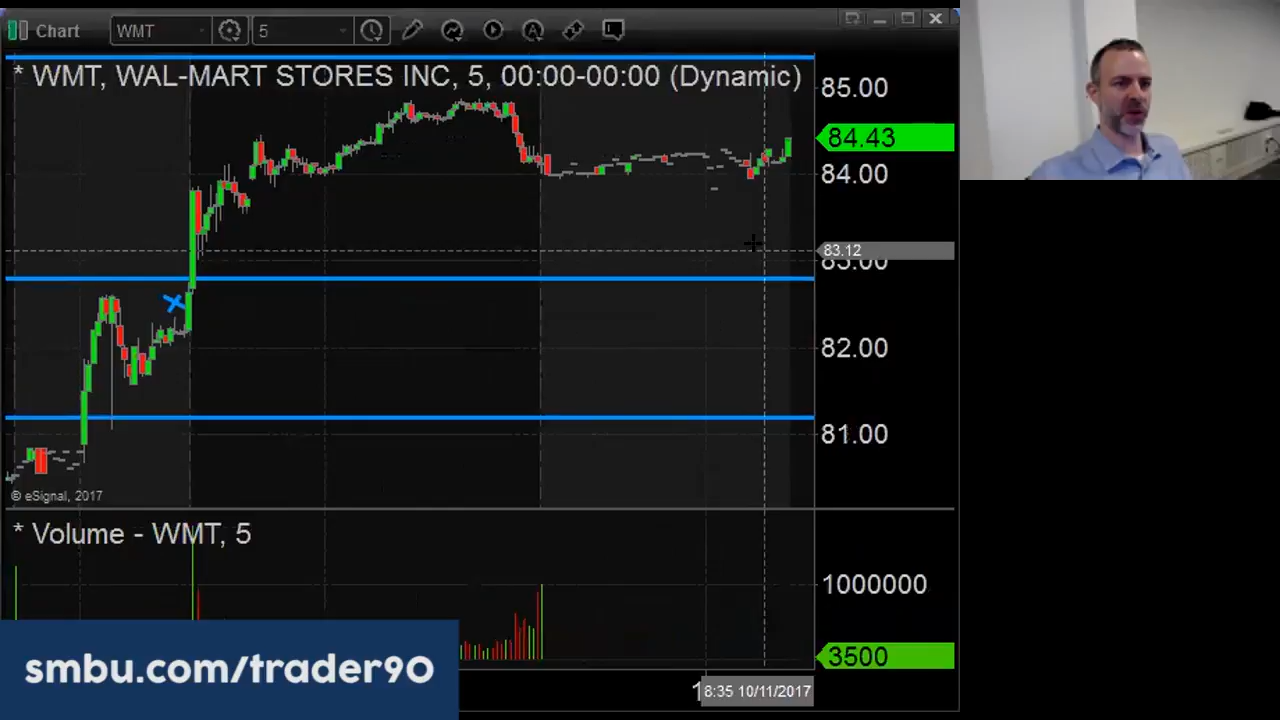 Chart
WMT
5
* WMT, WAL-MART STORES INC, 5, 00:00-00:00 (Dynamic)
85.00
84.43
84.00
83.12
83.00
82.00
81.00
© eSignal, 2017
* Volume - WMT, 5
1000000
3500
smbu.com/trader90
8:35 10/11/2017